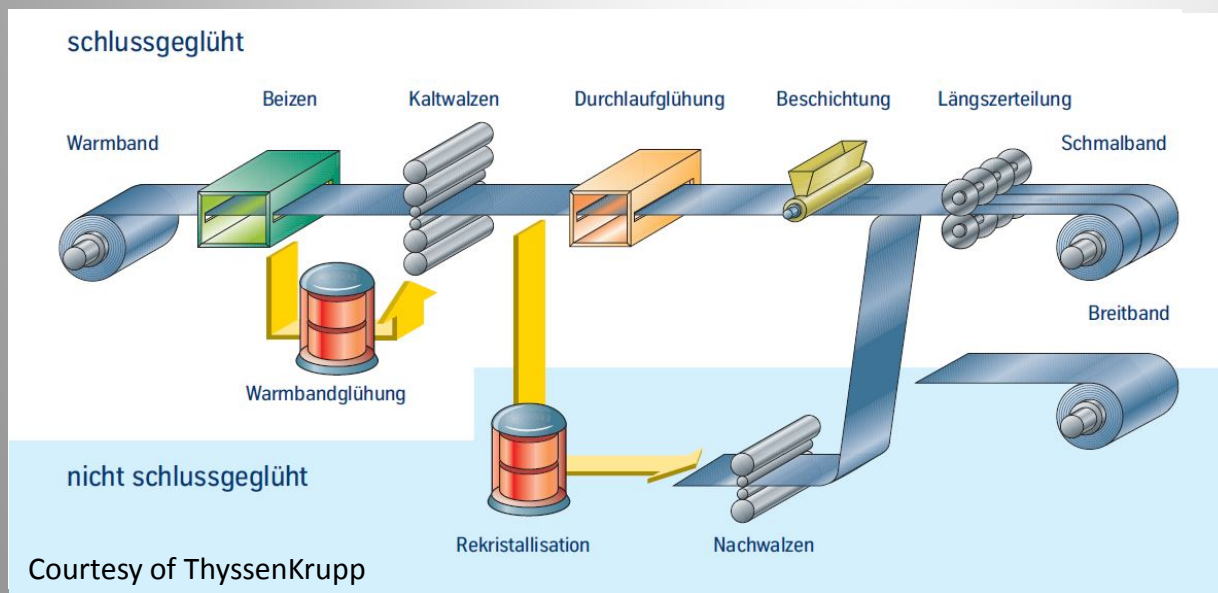 schlussgeglüht
Beizen
Kaltwalzen
Durchlaufglühung
Beschichtung
Längszerteilung
Warmband
Schmalband
Breitband
Warmbandglühung
nicht schlussgeglüht
Rekristallisation
Nachwalzen
Courtesy of ThyssenKrupp